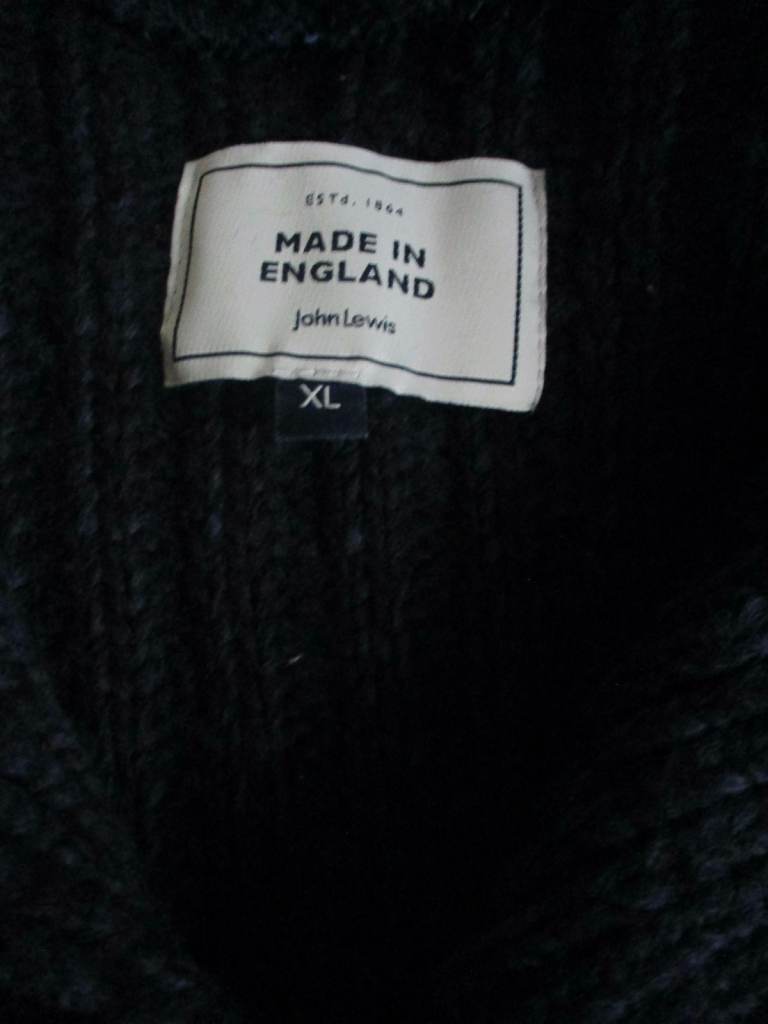 ESTd. 1864
MADE IN
ENGLAND
John Lewis
XL